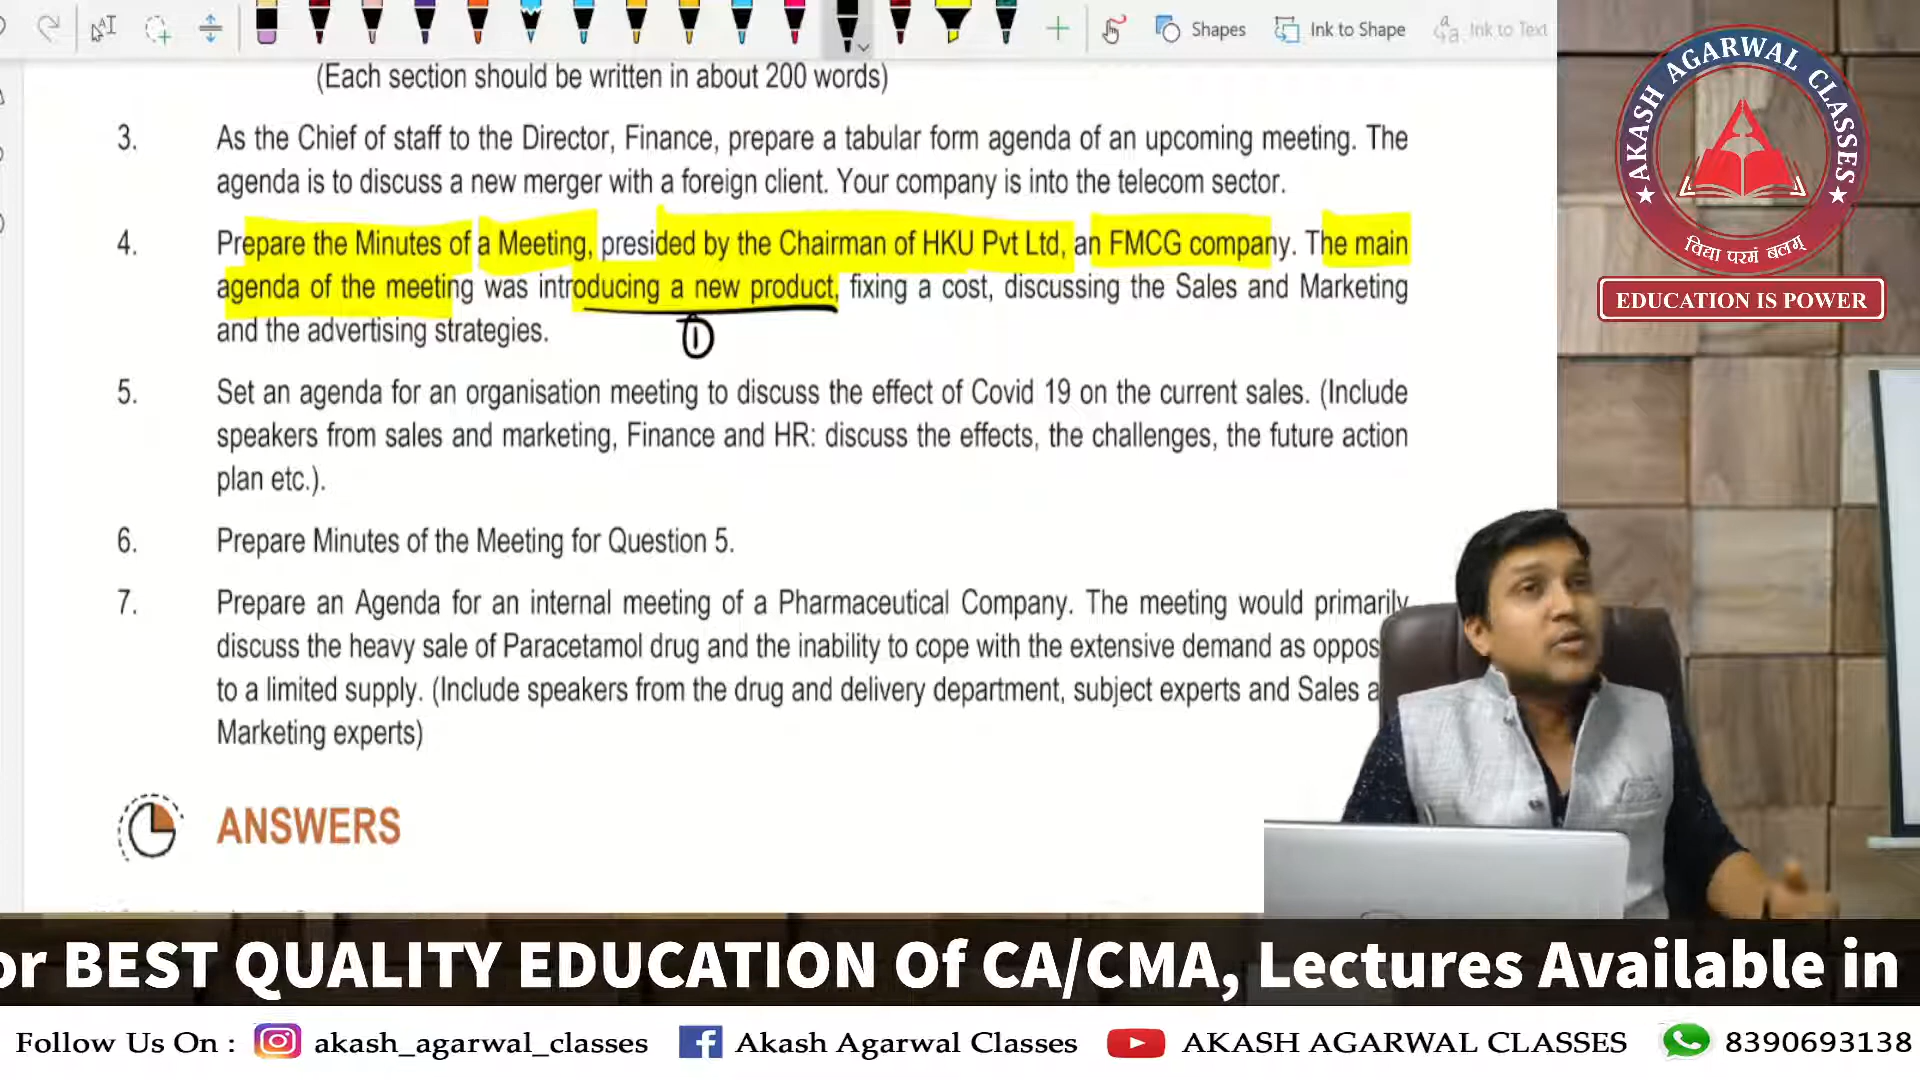 Shapes
Ink to Shape
Ink to Text
(Each section should be written in about 200 words)
3. As the Chief of staff to the Director, Finance, prepare a tabular form agenda of an upcoming meeting. The
agenda is to discuss a new merger with a foreign client. Your company is into the telecom sector.
4. Prepare the Minutes of a Meeting, presided by the Chairman of HKU Pvt Ltd, an FMCG company. The main
agenda of the meeting was introducing a new product, fixing a cost, discussing the Sales and Marketing
and the advertising strategies.
1
5. Set an agenda for an organisation meeting to discuss the effect of Covid 19 on the current sales. (Include
speakers from sales and marketing, Finance and HR: discuss the effects, the challenges, the future action
plan etc.).
6. Prepare Minutes of the Meeting for Question 5.
7. Prepare an Agenda for an internal meeting of a Pharmaceutical Company. The meeting would primarily
discuss the heavy sale of Paracetamol drug and the inability to cope with the extensive demand as oppos
to a limited supply. (Include speakers from the drug and delivery department, subject experts and Sales a
Marketing experts)
ANSWERS
AKASH AGARWAL CLASSES
विद्या परमं बलम्
EDUCATION IS POWER
or BEST QUALITY EDUCATION Of CA/CMA, Lectures Available in
Follow Us On : akash_agarwal_classes Akash Agarwal Classes AKASH AGARWAL CLASSES 8390693138